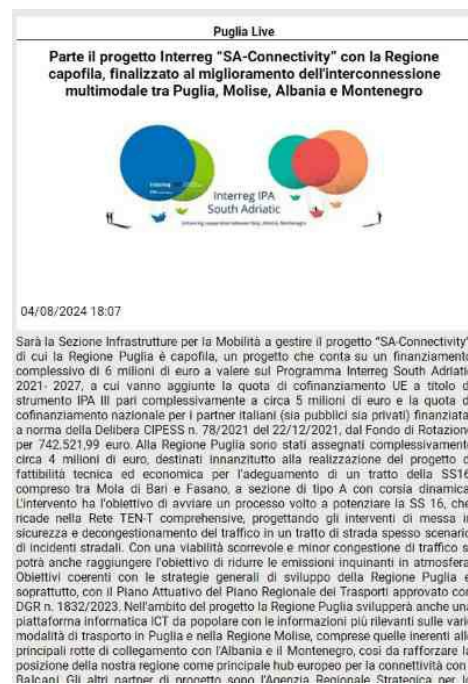 Puglia Live
Parte il progetto Interreg "SA-Connectivity" con la Regione
capofila, finalizzato al miglioramento dell'interconnessione
multimodale tra Puglia, Molise, Albania e Montenegro
Interreg IPA
South Adriatic
04/08/2024 18:07
Sarà la Sezione Infrastrutture per la Mobilità a gestire il progetto "SA-Connectivity"
di cui la Regione Puglia è capofila, un progetto che conta su un finanziamento
complessivo di 6 milioni di euro a valere sul Programma Interreg South Adriatic
2021- 2027, a cui vanno aggiunte la quota di cofinanziamento UE a titolo di
strumento IPA III pari complessivamente a circa 5 milioni di euro e la quota di
cofinanziamento nazionale per i partner italiani (sia pubblici sia privati) finanziata,
a norma della Delibera CIPESS n. 78/2021 del 22/12/2021, dal Fondo di Rotazione
per 742.521,99 euro. Alla Regione Puglia sono stati assegnati complessivamente
circa 4 milioni di euro, destinati innanzitutto alla realizzazione del progetto di
fattibilità tecnica ed economica per l'adeguamento di un tratto della SS16
compreso tra Mola di Bari e Fasano, a sezione di tipo A con corsia dinamica.
L'intervento ha l'obiettivo di avviare un processo volto a potenziare la SS 16, che
ricade nella Rete TEN-T comprehensive, progettando gli interventi di messa in
sicurezza e decongestionamento del traffico in un tratto di strada spesso scenario
di incidenti stradali. Con una viabilità scorrevole e minor congestione di traffico si
potrà anche raggiungere l'obiettivo di ridurre le emissioni inquinanti in atmosfera.
Obiettivi coerenti con le strategie generali di sviluppo della Regione Puglia e
soprattutto, con il Piano Attuativo del Piano Regionale dei Trasporti approvato con
DGR n. 1832/2023. Nell'ambito del progetto la Regione Puglia svilupperà anche una
piattaforma informatica ICT da popolare con le informazioni più rilevanti sulle varie
modalità di trasporto in Puglia e nella Regione Molise, comprese quelle inerenti alle
principali rotte di collegamento con l'Albania e il Montenegro, così da rafforzare la
posizione della nostra regione come principale hub europeo per la connettività con i
Balcani. Gli altri partner di progetto sono l'Agenzia Regionale Strategica per lo